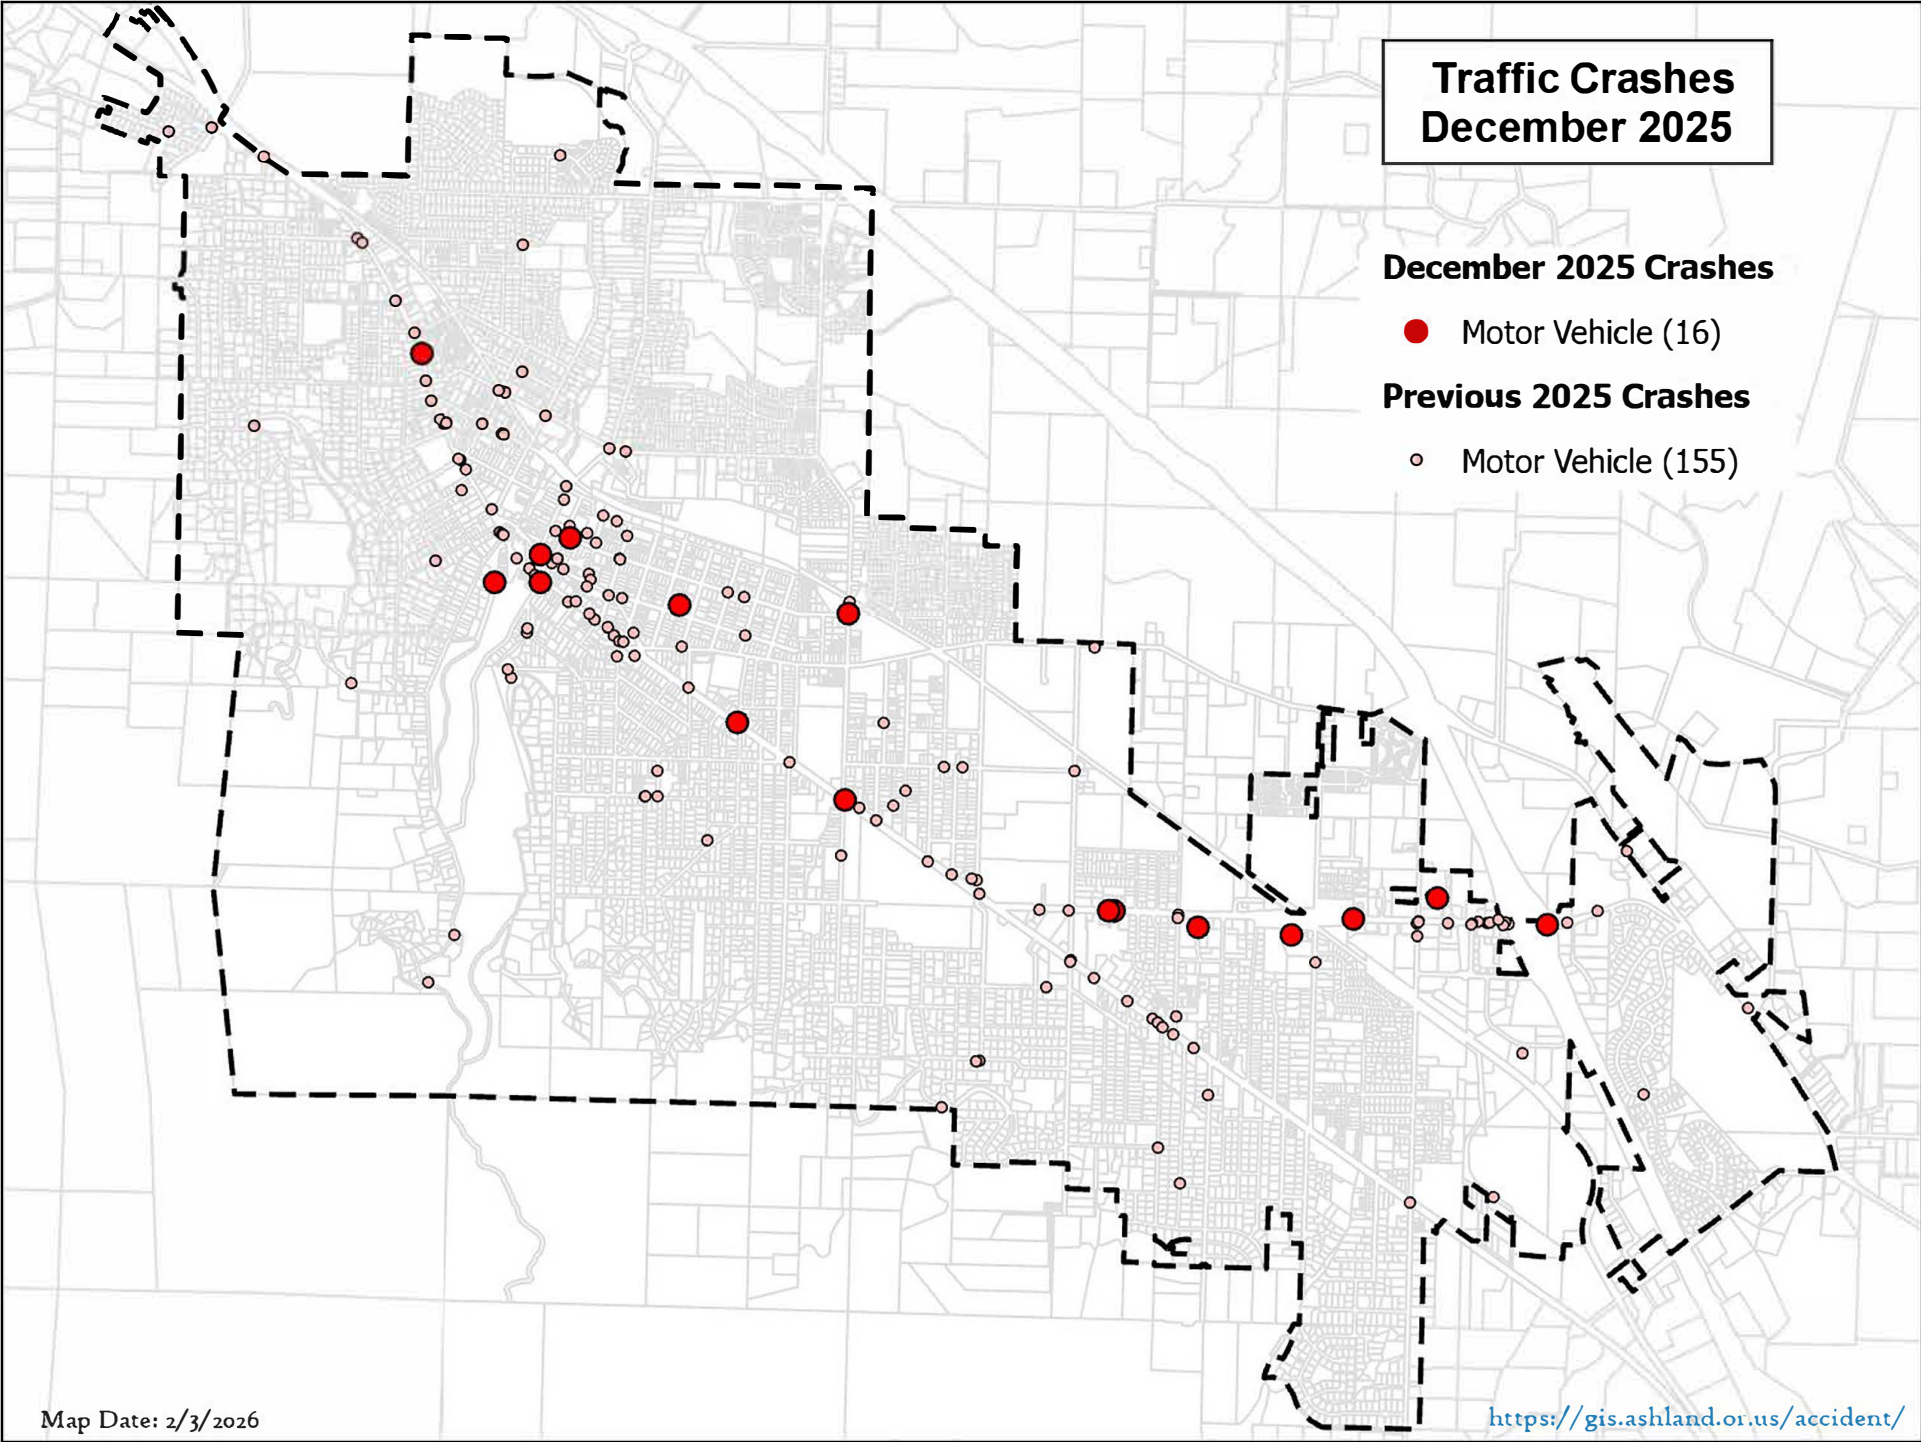 Traffic Crashes
December 2025
December 2025 Crashes
Motor Vehicle (16)
Previous 2025 Crashes
Motor Vehicle (155)
Map Date: 2/3/2026
https://gis.ashland.or.us/accident/